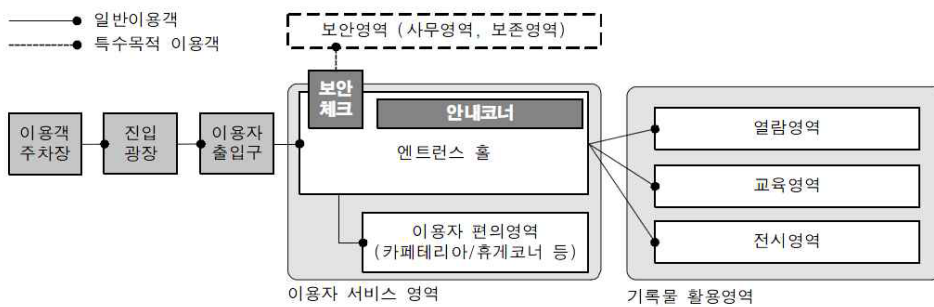 일반이용객
특수목적 이용객
보안영역 (사무영역, 보존영역)
보안
체크
안내코너
이용객
주차장
진입
광장
이용자
출입구
엔트런스 홀
이용자 편의영역
(카페테리아/휴게코너 등)
이용자 서비스 영역
열람영역
교육영역
전시영역
기록물 활용영역